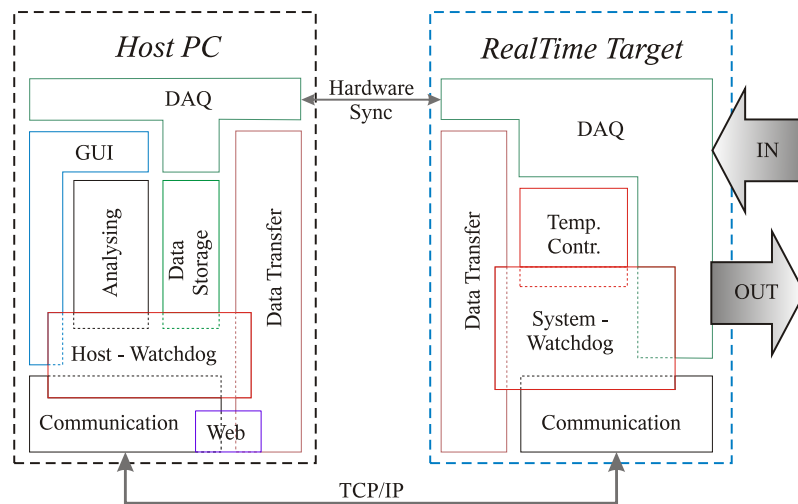 Host PC
DAQ
GUI
Analysing
Data
Storage
Data Transfer
Host - Watchdog
Communication
Web
Hardware
Sync
RealTime Target
DAQ
Data Transfer
Temp.
Contr.
System -
Watchdog
Communication
IN
OUT
TCP/IP